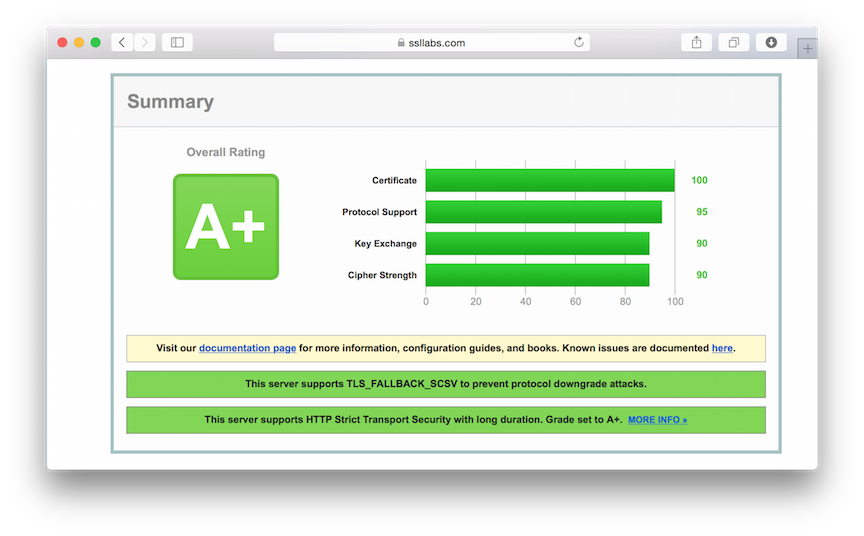 ssllabs.com
Summary
Overall Rating
A+
Certificate 100
Protocol Support 95
Key Exchange 90
Cipher Strength 90
0 20 40 60 80 100
Visit our documentation page for more information, configuration guides, and books. Known issues are documented here.
This server supports TLS_FALLBACK_SCSV to prevent protocol downgrade attacks.
This server supports HTTP Strict Transport Security with long duration. Grade set to A+. MORE INFO »